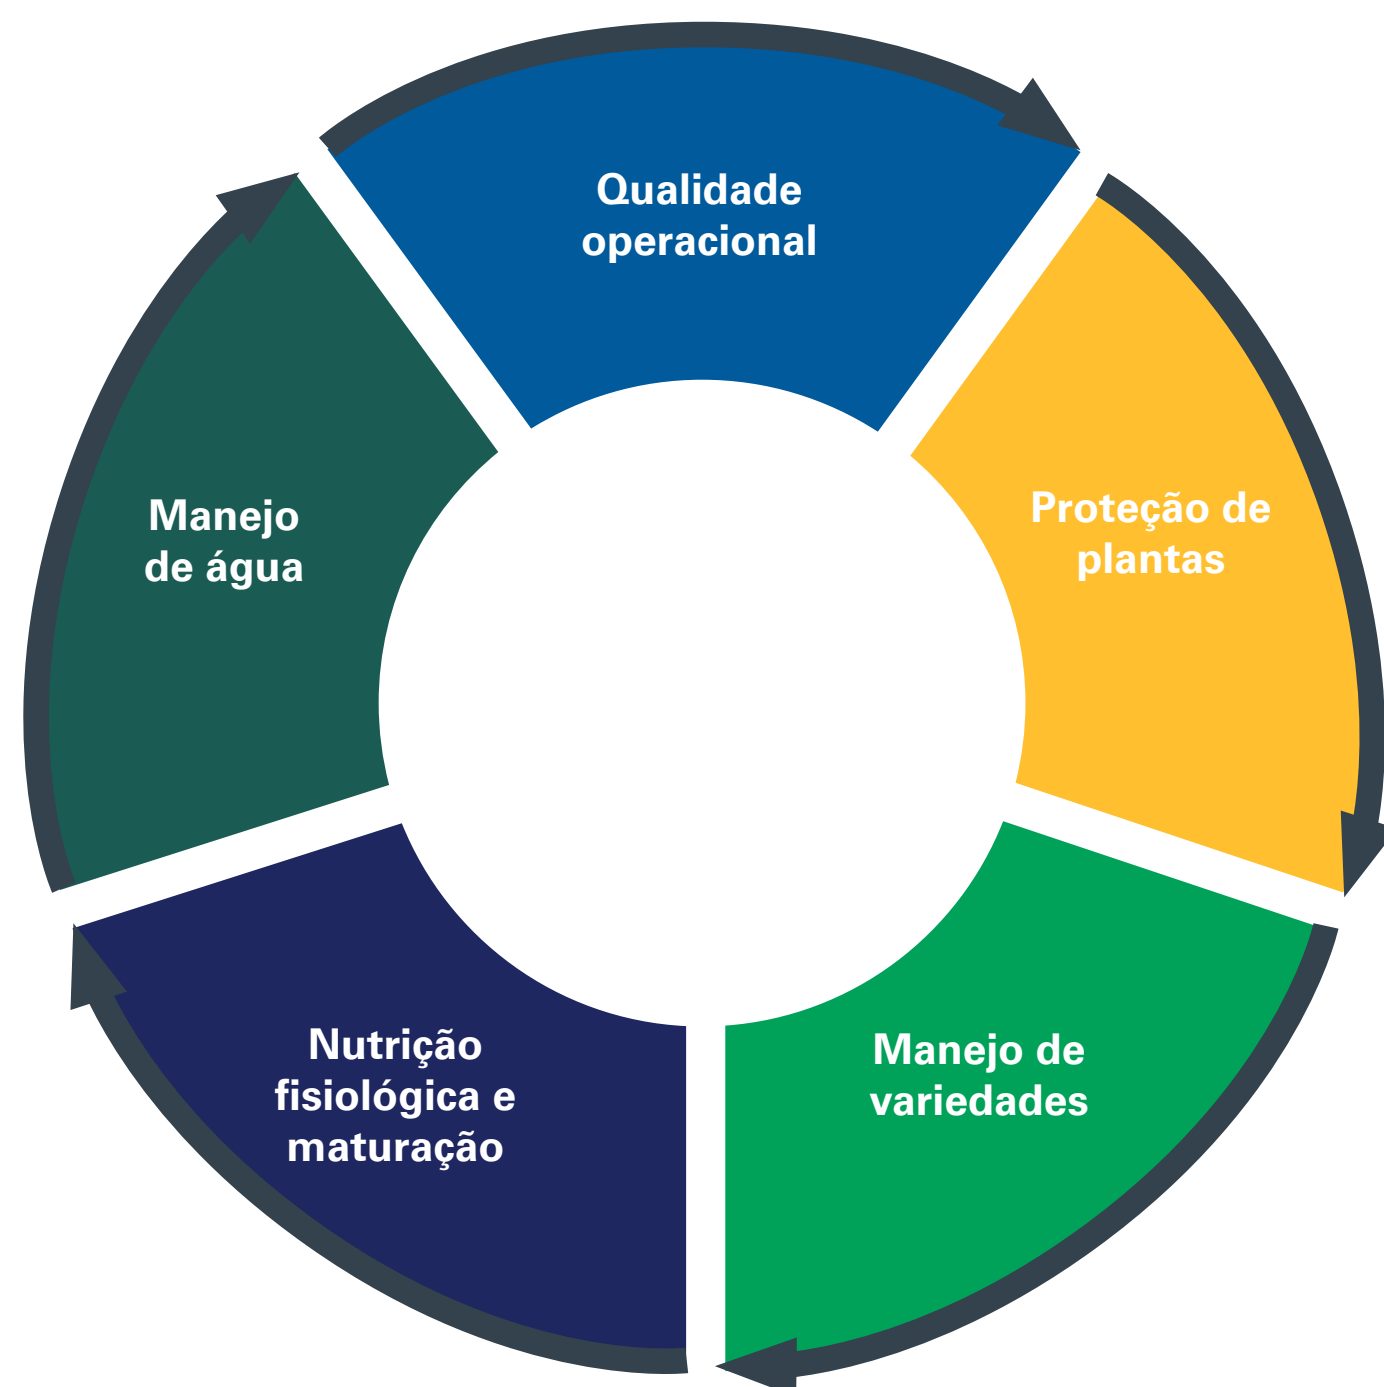 Qualidade
operacional
Proteção de
plantas
Manejo de
variedades
Nutrição
fisiológica e
maturação
Manejo
de água